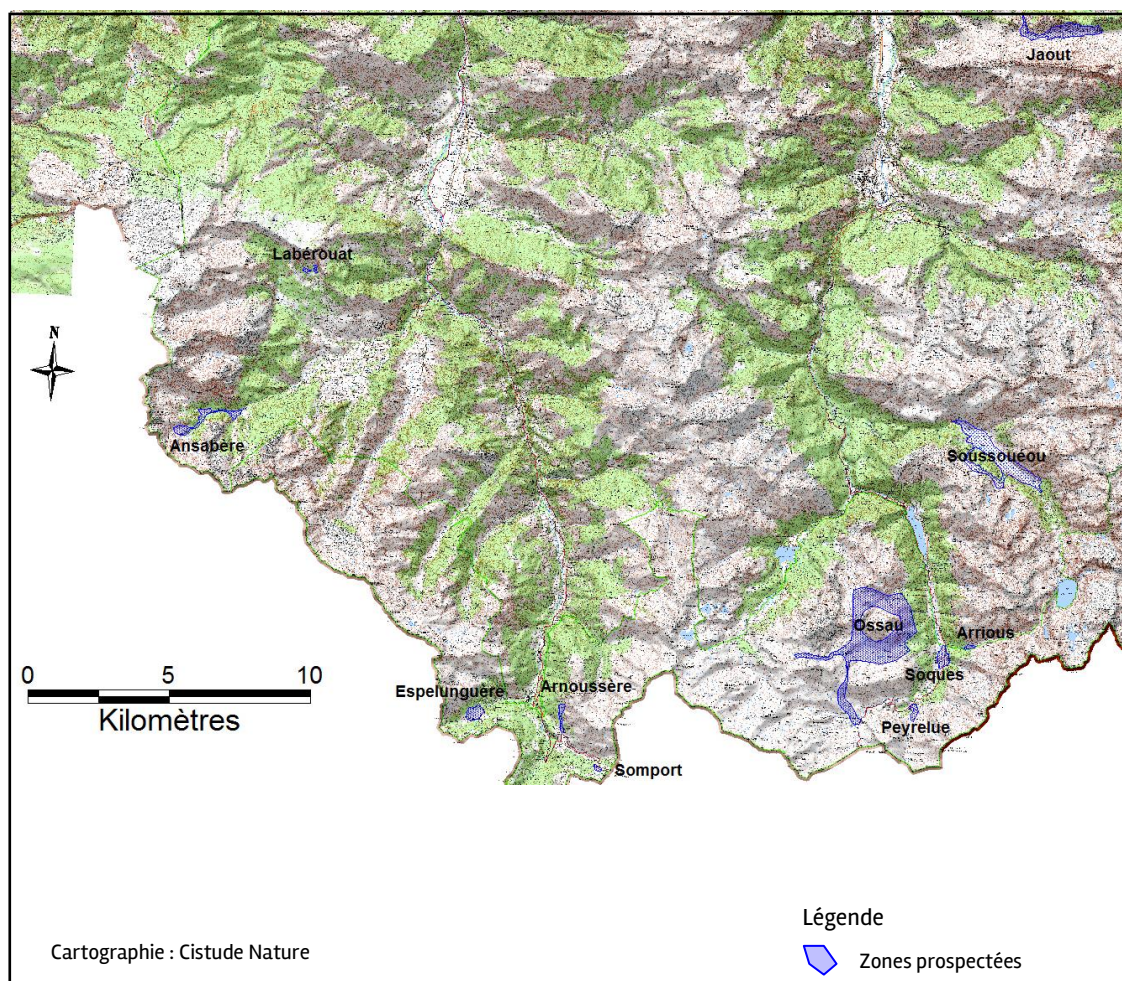 Jaout
Labérouat
N
Ansabère
Soussouéou
Ossau
Arrious
Soques
0 5 10
Kilomètres
Espelunguère
Arnoussère
Peyrelue
Somport
Légende
Cartographie : Cistude Nature
Zones prospectées